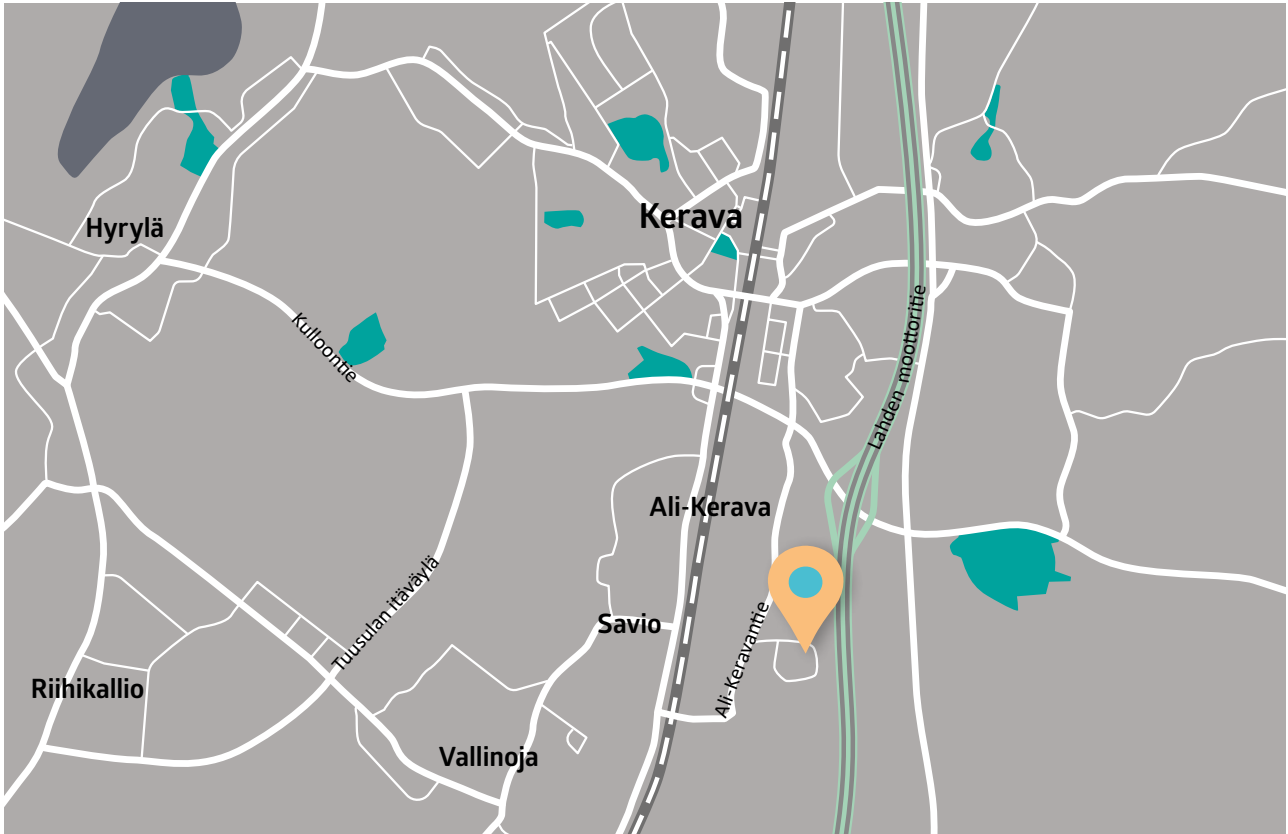 Kerava
Hyrylä
Kulloontie
Lahden moottoritie
Ali-Kerava
Tuusulan itäväylä
Savio
Ali-Keravantie
Riihikallio
Vallinoja